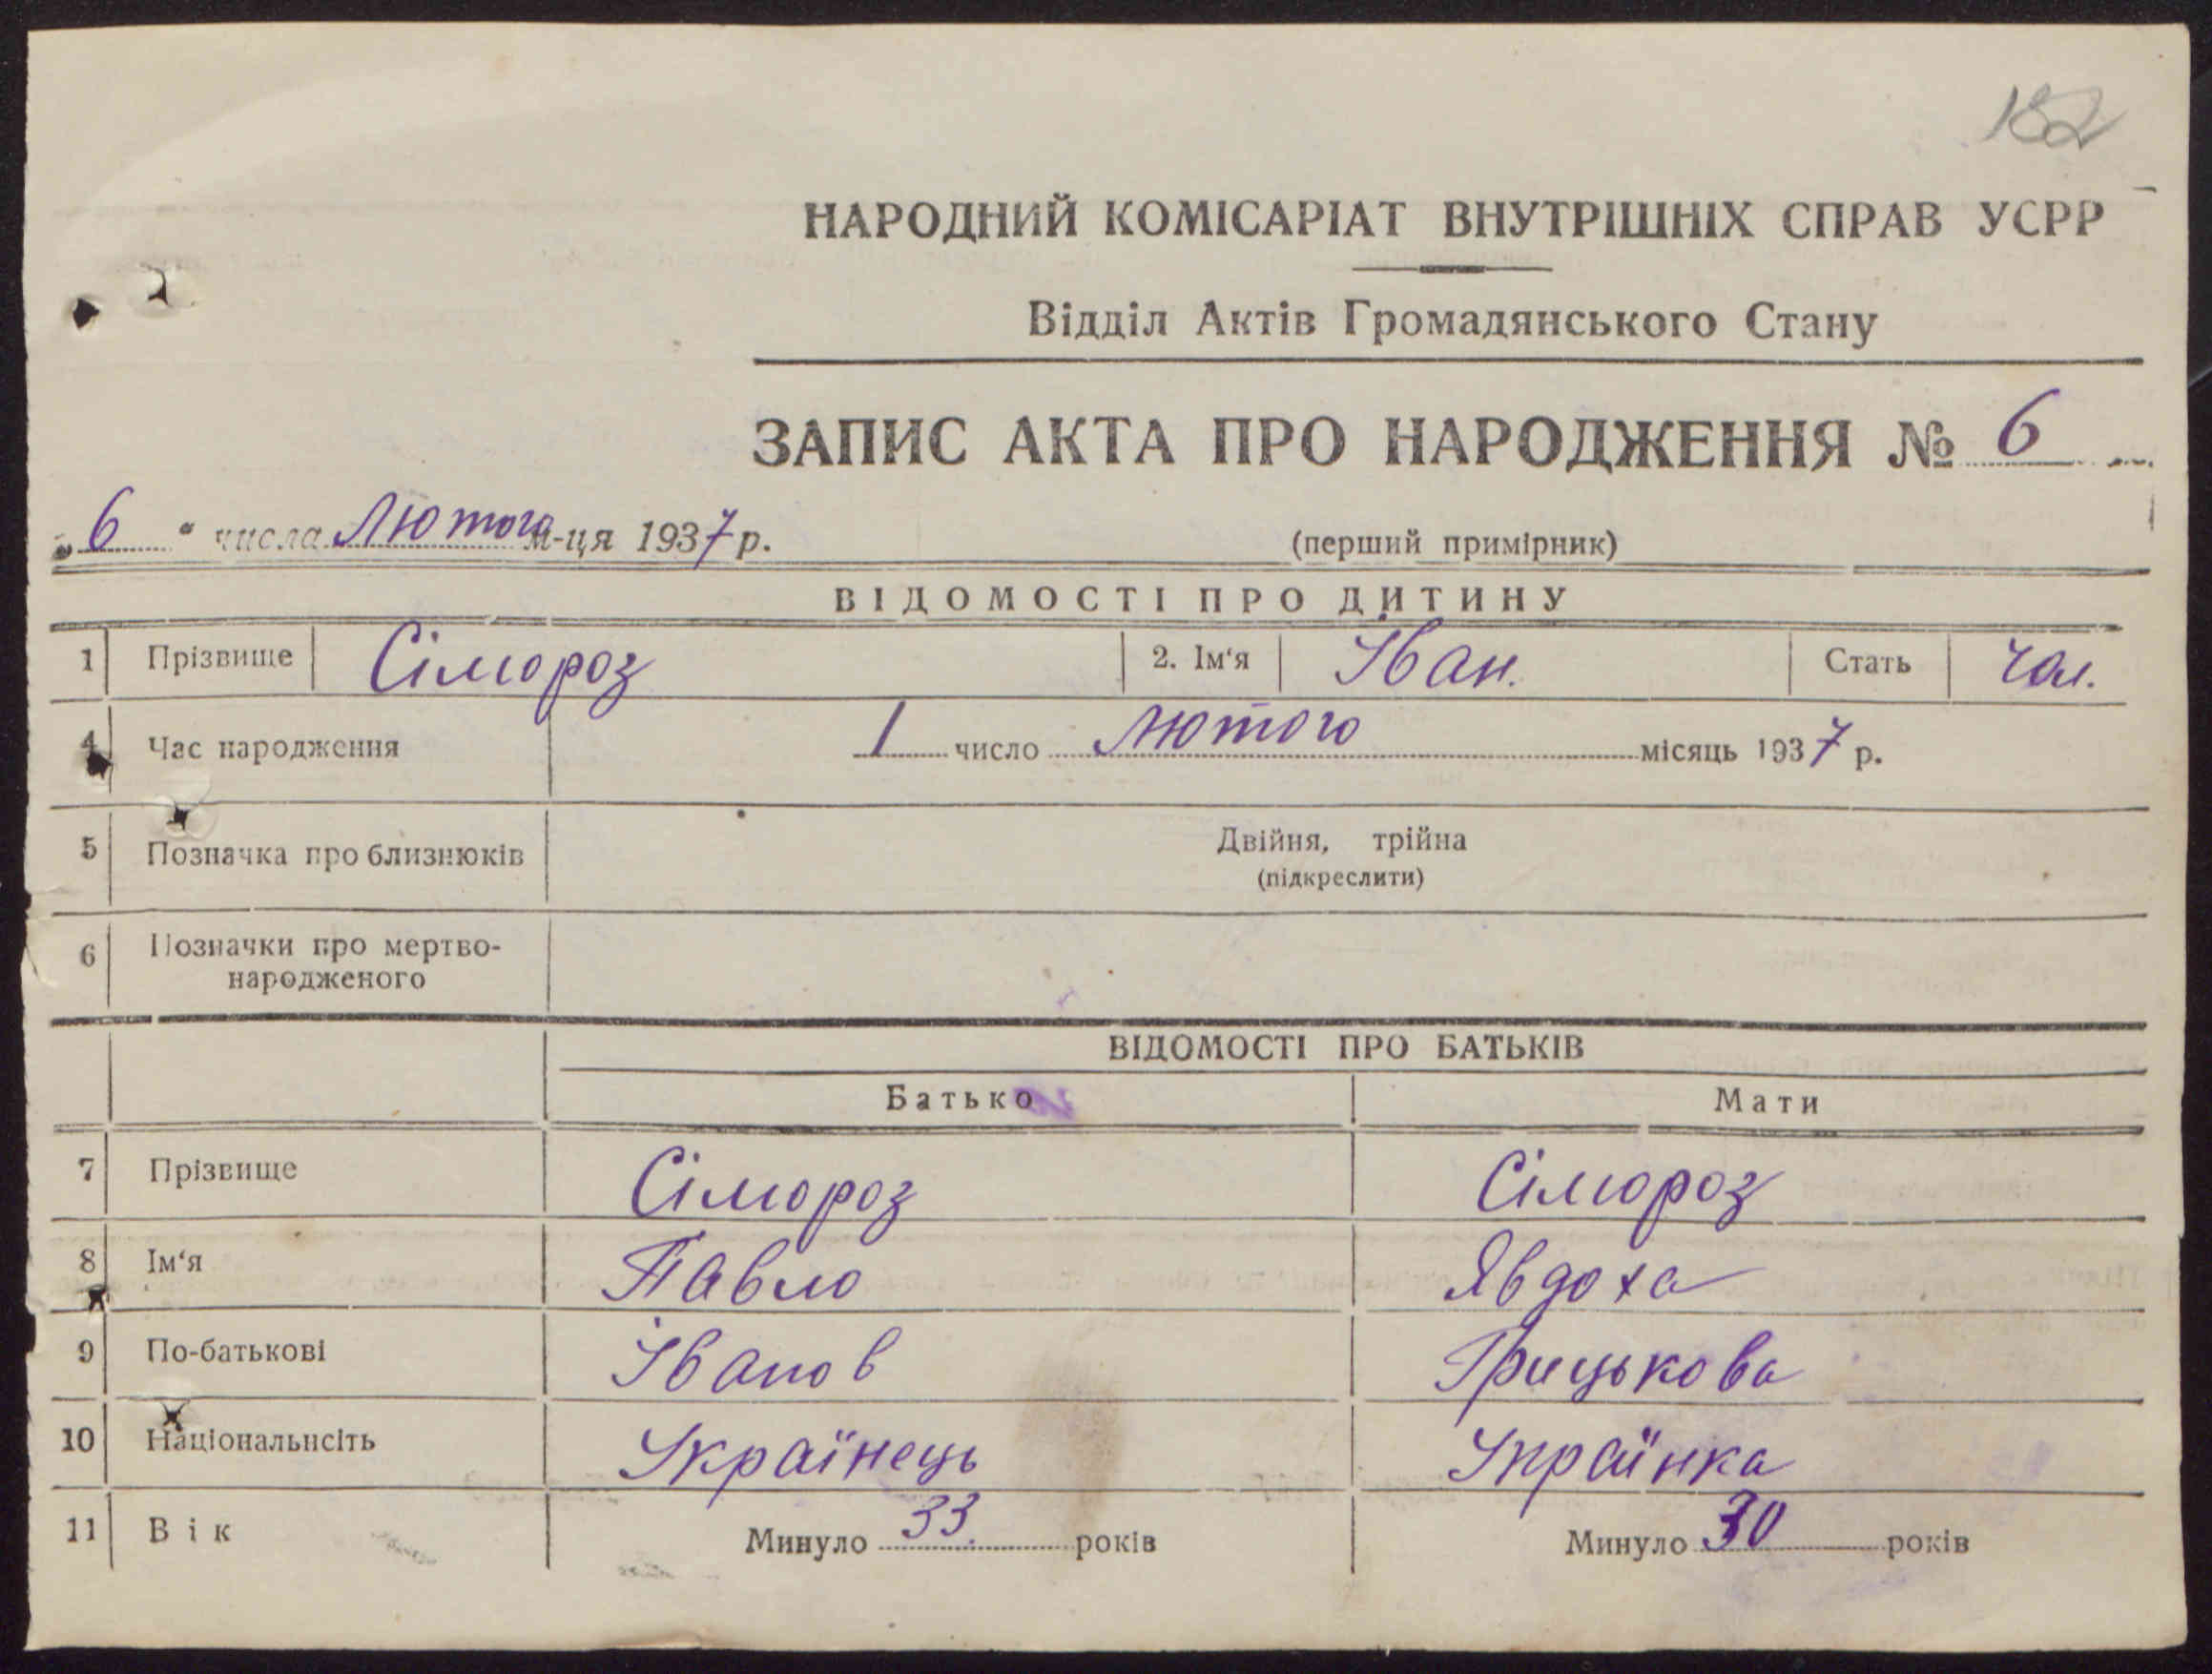 182
НАРОДНИЙ КОМІСАРІАТ ВНУТРІШНІХ СПРАВ УСРР
Відділ Актів Громадянського Стану
ЗАПИС АКТА ПРО НАРОДЖЕННЯ № 6
„ 6 “ числа Лютого м-ця 1937 р. (перший примірник)
ВІДОМОСТІ ПРО ДИТИНУ
1 Прізвище Сімороз 2. Ім‘я Іван. Стать чол.
4 Час народження 1 число лютого місяць 1937 р.
5 Позначка про близнюків Двійня, трійна
(підкреслити)
6 Позначки про мертво-
народженого
ВІДОМОСТІ ПРО БАТЬКІВ
Батько Мати
7 Прізвище Сімороз Сімороз
8 Ім‘я Павло Явдоха
9 По-батькові Іванов Грицькова
10 Національнсіть Українець Українка
11 Вік Минуло 33. років Минуло 30 років